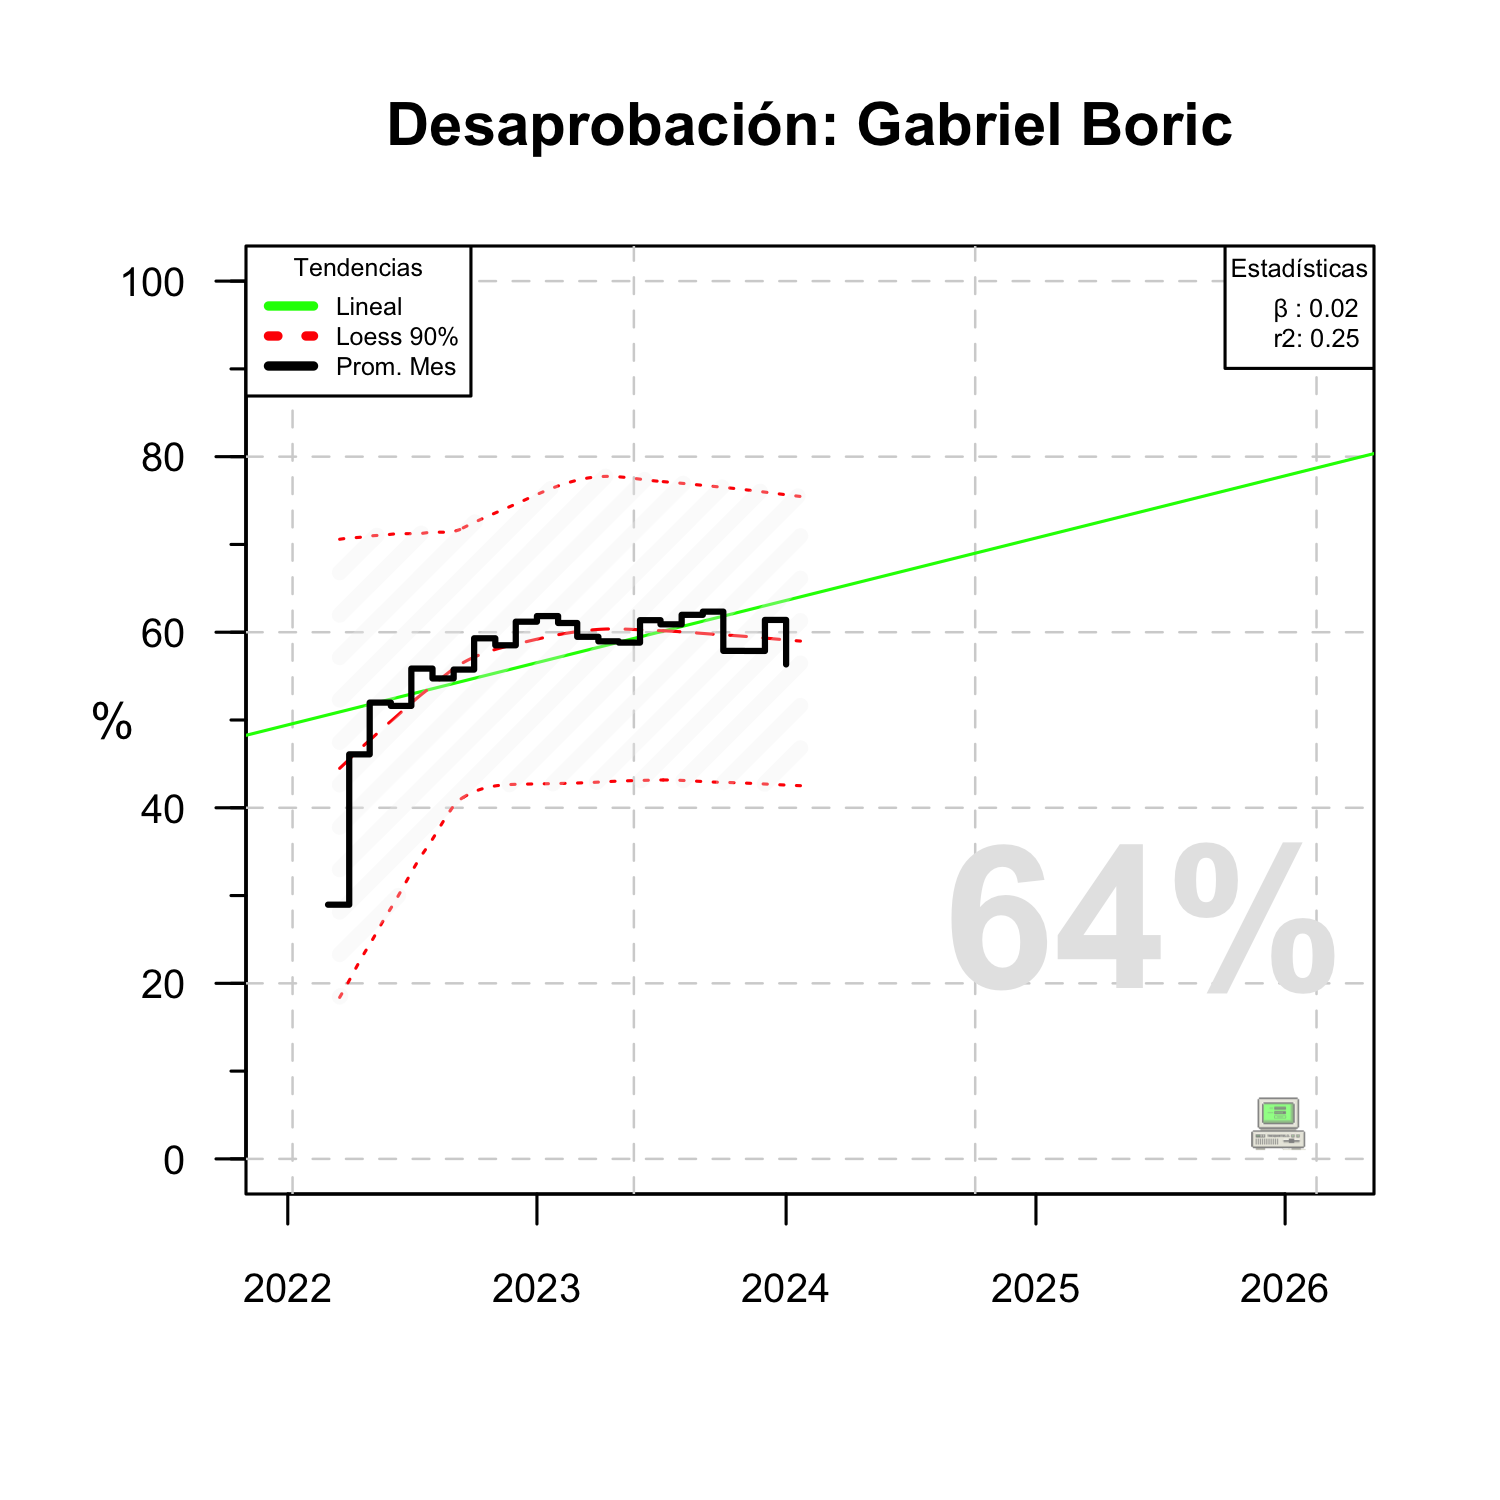 Desaprobación: Gabriel Boric
Tendencias
Lineal
Loess 90%
Prom. Mes
Estadísticas
β : 0.02
r2: 0.25
100
80
60
%
40
20
0
64%
2022
2023
2024
2025
2026